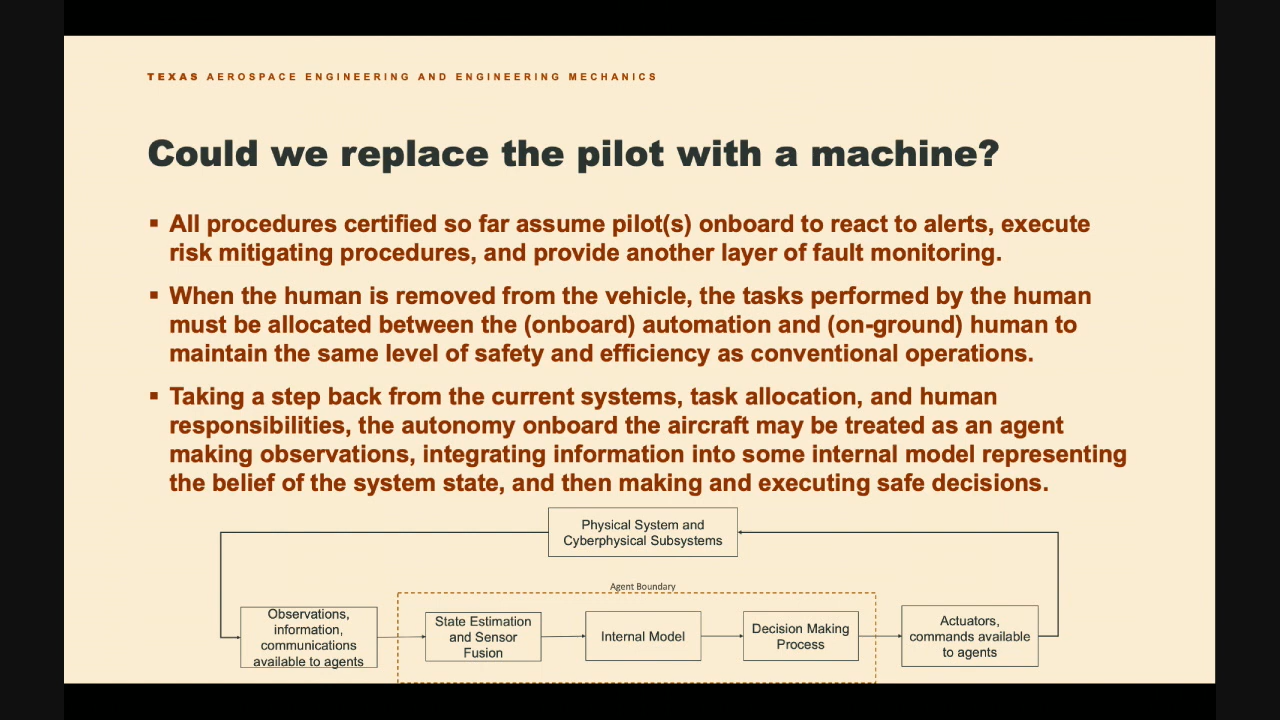 TEXAS AEROSPACE ENGINEERING AND ENGINEERING MECHANICS
Could we replace the pilot with a machine?
▪ All procedures certified so far assume pilot(s) onboard to react to alerts, execute
risk mitigating procedures, and provide another layer of fault monitoring.
▪ When the human is removed from the vehicle, the tasks performed by the human
must be allocated between the (onboard) automation and (on-ground) human to
maintain the same level of safety and efficiency as conventional operations.
▪ Taking a step back from the current systems, task allocation, and human
responsibilities, the autonomy onboard the aircraft may be treated as an agent
making observations, integrating information into some internal model representing
the belief of the system state, and then making and executing safe decisions.
Physical System and
Cyberphysical Subsystems
Agent Boundary
Observations,
information,
communications
available to agents
State Estimation
and Sensor
Fusion
Internal Model
Decision Making
Process
Actuators,
commands available
to agents